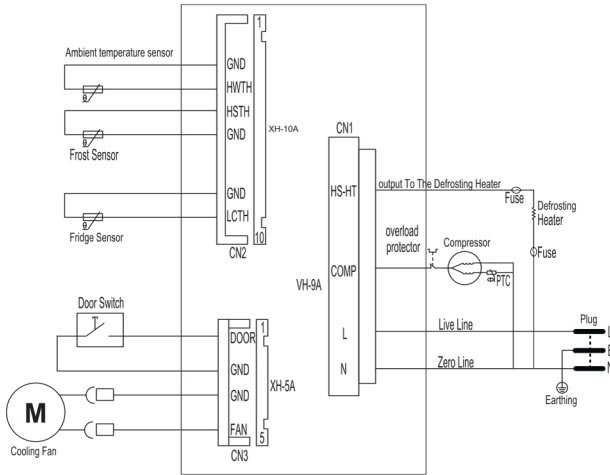 1
Ambient temperature sensor
GND
HWTH
HSTH
GND
XH-10A
Frost Sensor
GND
LCTH
Fridge Sensor
10
CN2
CN1
HS-HT
output To The Defrosting Heater
Fuse
Defrosting
Heater
Fuse
overload
protector
Compressor
COMP
PTC
VH-9A
L
Live Line
Plug
L
E
N
N
Zero Line
Earthing
Door Switch
1
DOOR
GND
XH-5A
GND
FAN
5
CN3
M
Cooling Fan
θ
θ
θ
θ